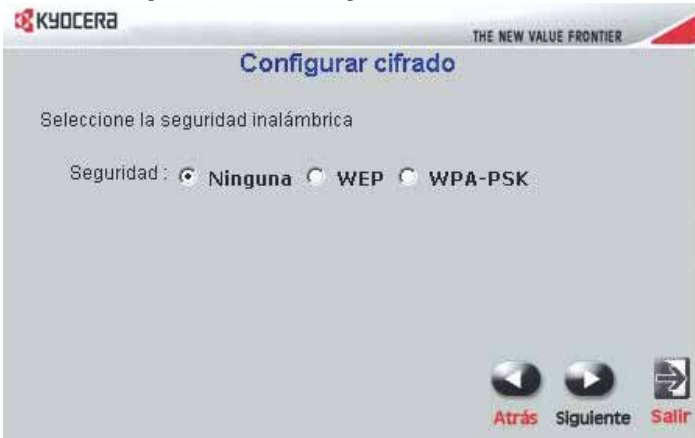 KYOCERA
THE NEW VALUE FRONTIER
Configurar cifrado
Seleccione la seguridad inalámbrica
Seguridad : Ninguna WEP WPA-PSK
Atrás Siguiente Salir